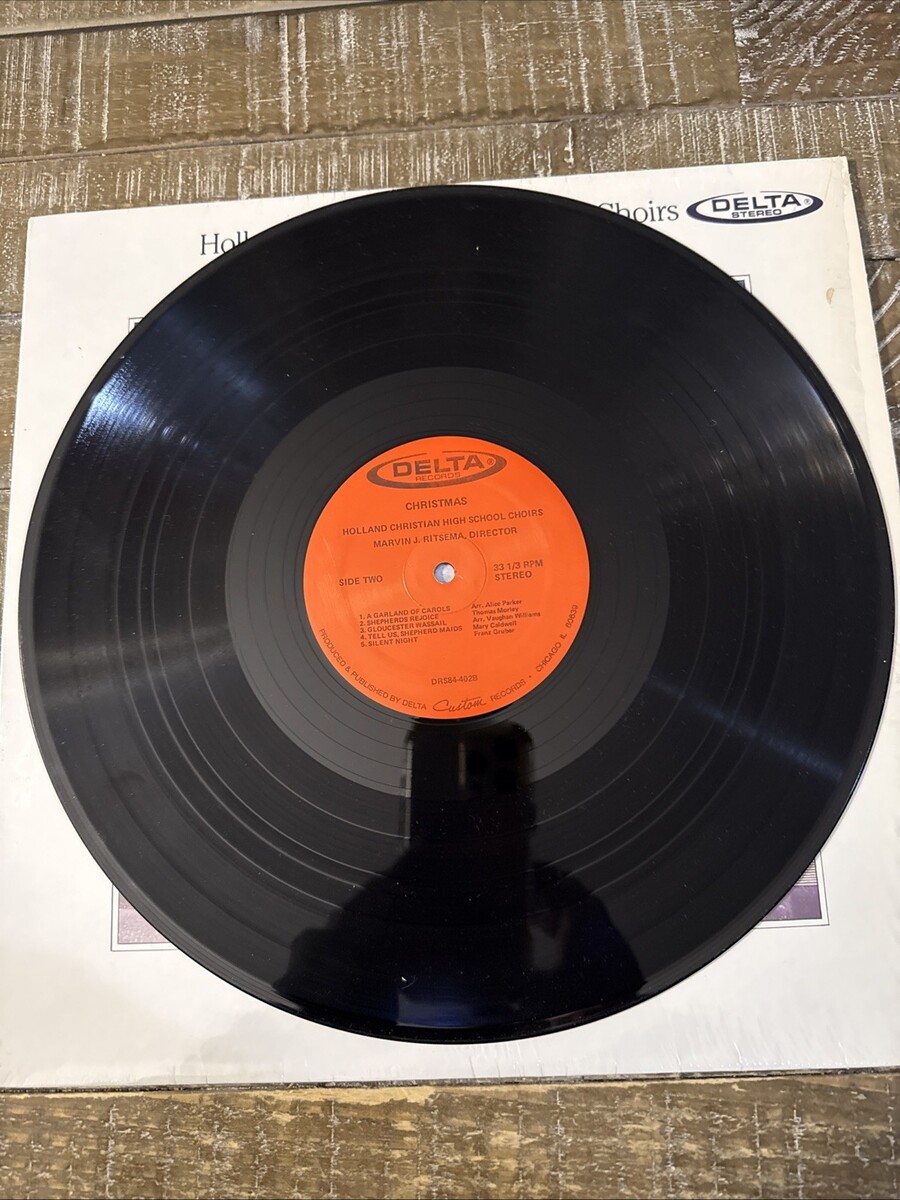 Holl Choirs DELTA®
STEREO
DELTA®
RECORDS
CHRISTMAS
HOLLAND CHRISTIAN HIGH SCHOOL CHOIRS
MARVIN J. RITSEMA, DIRECTOR
SIDE TWO
33 1/3 RPM
STEREO
1. A GARLAND OF CAROLS Arr. Alice Parker
2. SHEPHERDS REJOICE Thomas Morley
3. GLOUCESTER WASSAIL Arr. Vaughan Williams
4. TELL US, SHEPHERD MAIDS Mary Caldwell
5. SILENT NIGHT Franz Gruber
DRS84-402B
PRODUCED & PUBLISHED BY DELTA Custom RECORDS • CHICAGO IL 60639